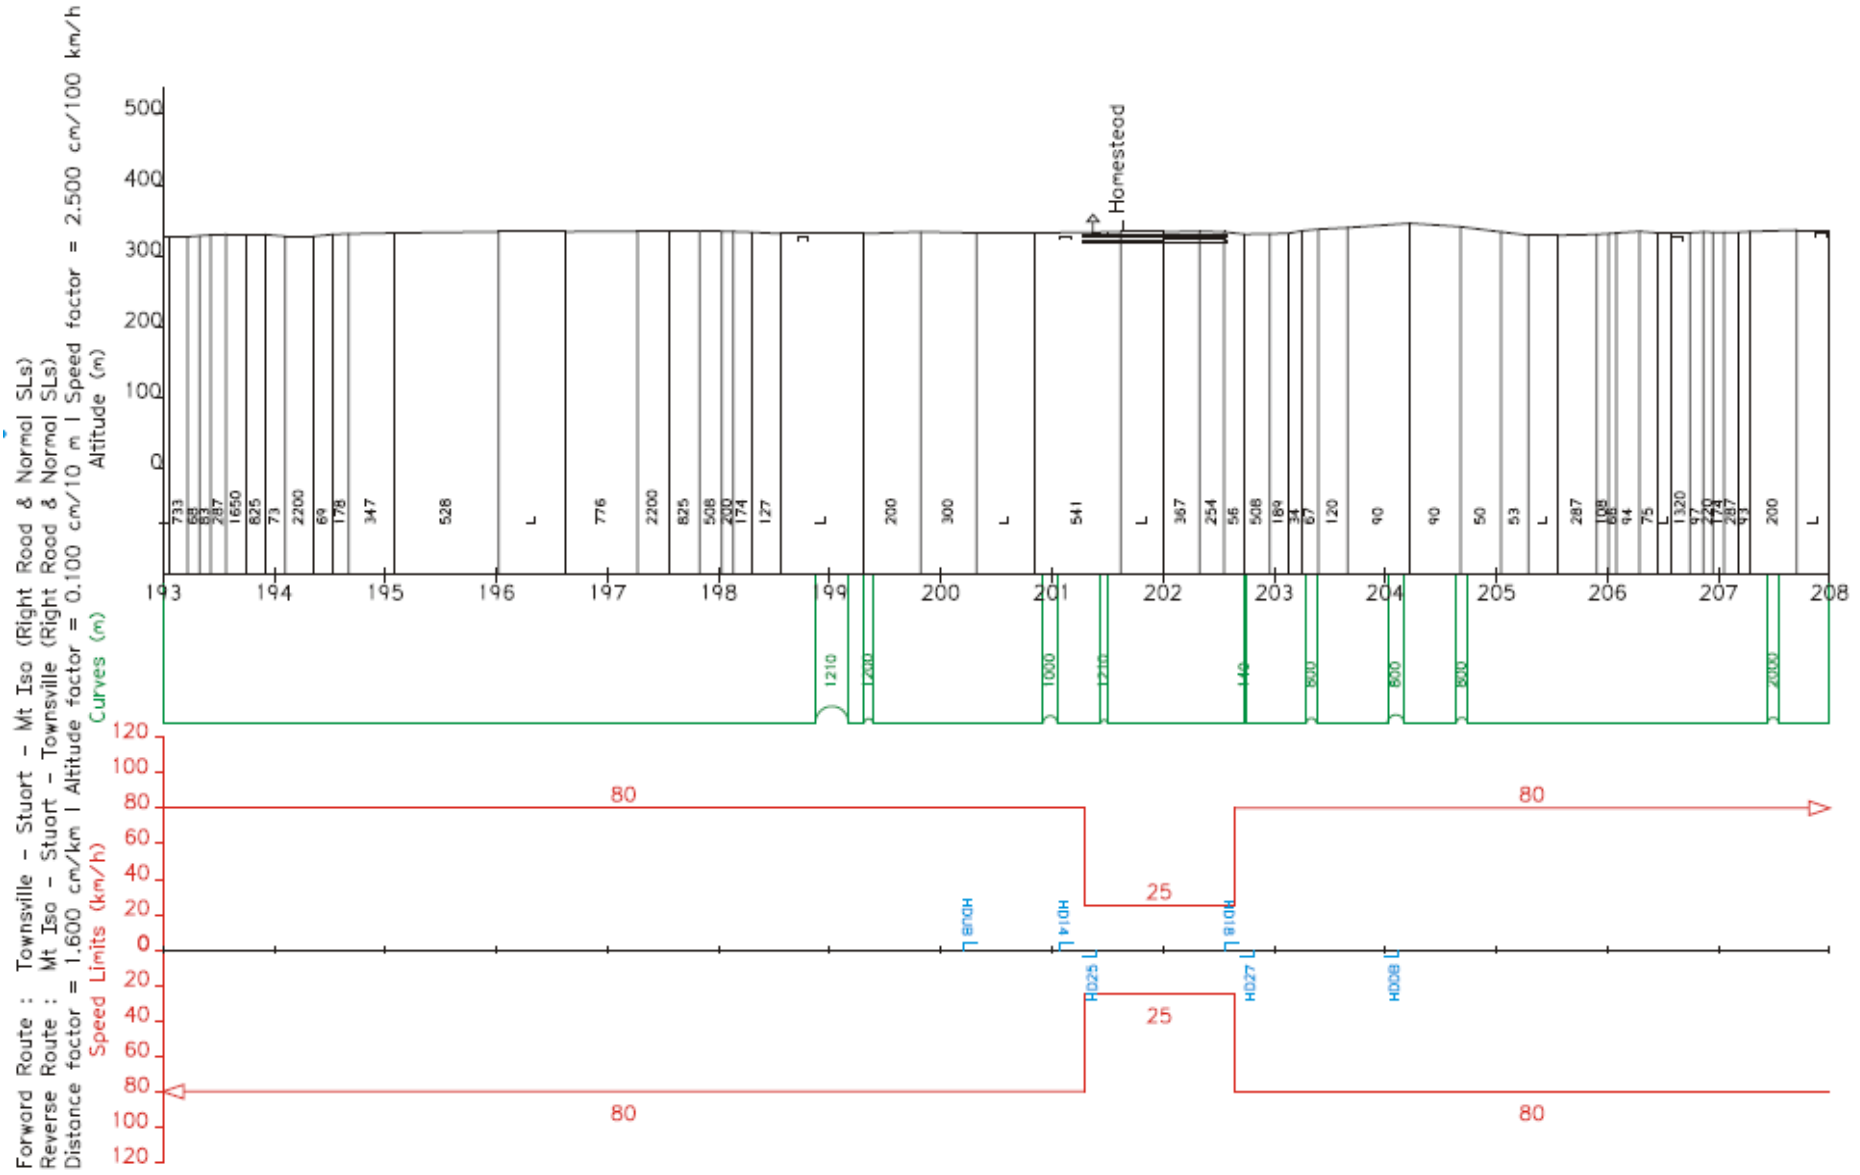 Forward Route : Townsville - Stuart - Mt Isa (Right Road & Normal SLs)
Reverse Route : Mt Isa - Stuart - Townsville (Right Road & Normal SLs)
Distance factor = 1.600 cm/km | Altitude factor = 0.100 cm/10 m | Speed factor = 2.500 cm/100 km/h
Altitude (m)
500
400
300
200
100
0
Homestead
L 733 68 83 287 1650 825 73 2200 69 178 347 528 L 776 2200 825 508 200 174 127 L 200 300 L 541 L 367 254 56 508 189 34 67 120 90 90 50 53 L 287 108 68 94 75 L 1320 97 220 174 287 93 200 L
193 194 195 196 197 198 199 200 201 202 203 204 205 206 207 208
Curves (m)
1210 1200 1000 1210 140 800 800 800 2000
Speed Limits (km/h)
120
100
80
60
40
20
0
20
40
60
80
100
120
80 25 80
HDUB HD14 HD18
HD25 HD27 HDDB
25
80 80